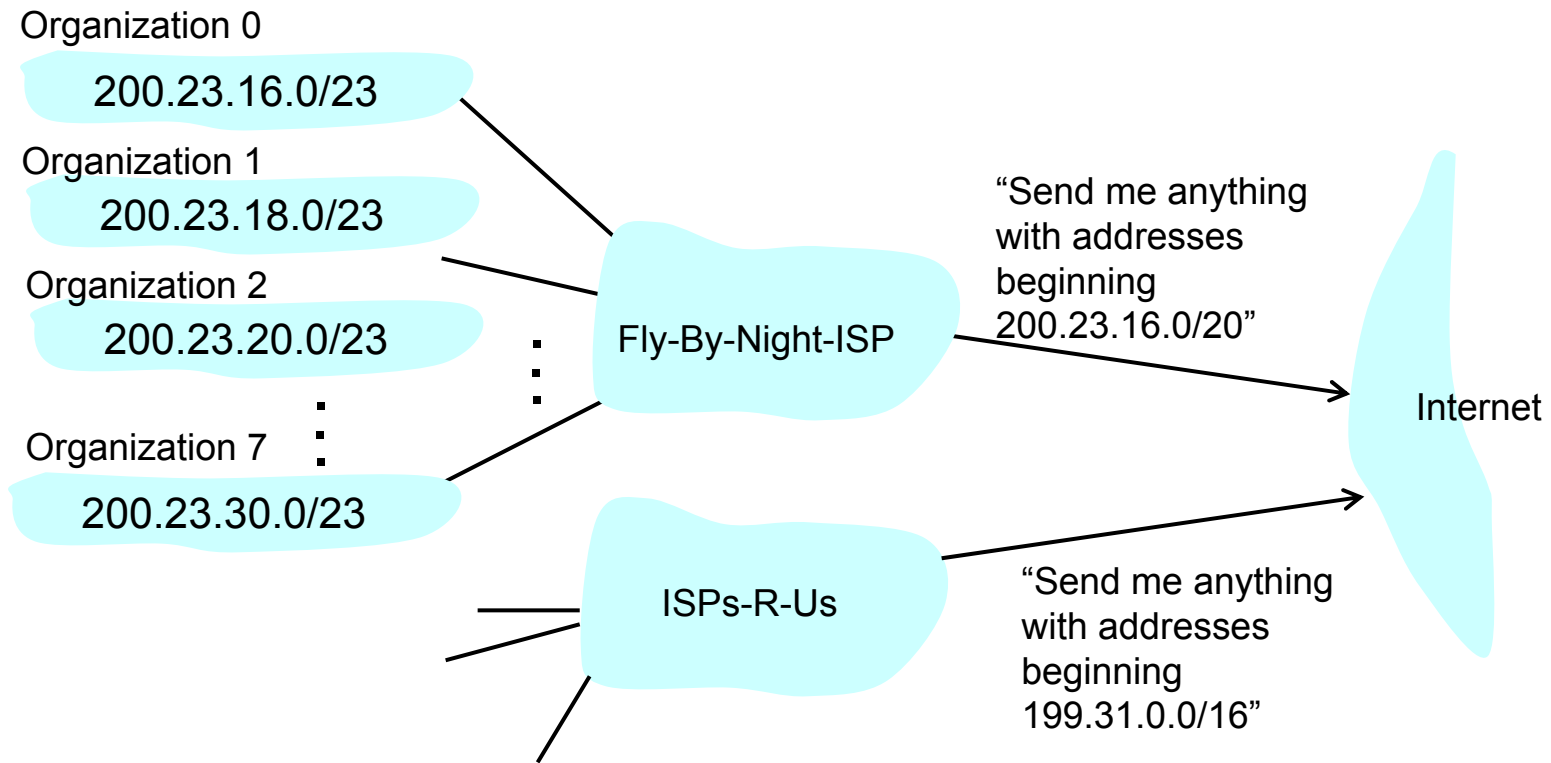 Organization 0
200.23.16.0/23
Organization 1
200.23.18.0/23
Organization 2
200.23.20.0/23
Organization 7
200.23.30.0/23
Fly-By-Night-ISP
“Send me anything
with addresses
beginning
200.23.16.0/20”
Internet
ISPs-R-Us
“Send me anything
with addresses
beginning
199.31.0.0/16”